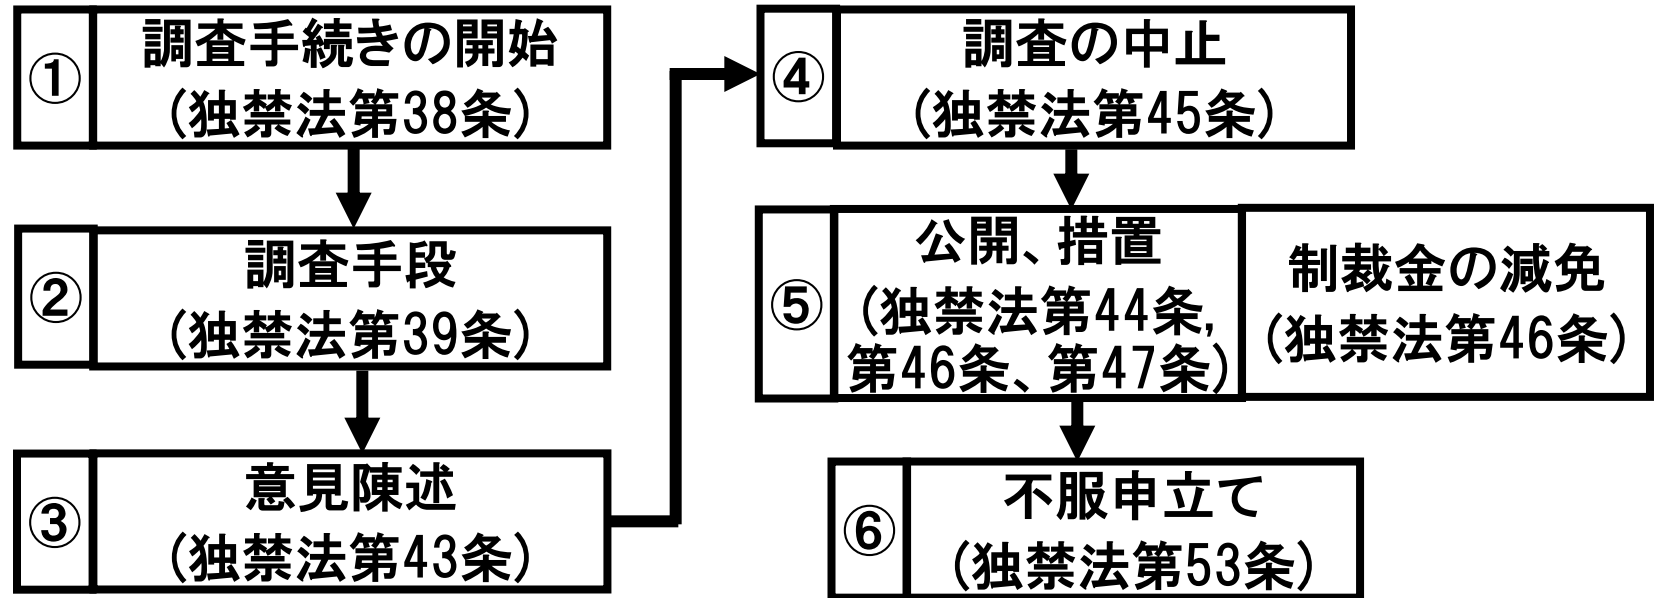 ①
調査手続きの開始
（独禁法第38条）
②
調査手段
（独禁法第39条）
③
意見陳述
（独禁法第43条）
④
調査の中止
（独禁法第45条）
⑤
公開、措置
（独禁法第44条,
第46条、第47条）
制裁金の減免
（独禁法第46条）
⑥
不服申立て
（独禁法第53条）